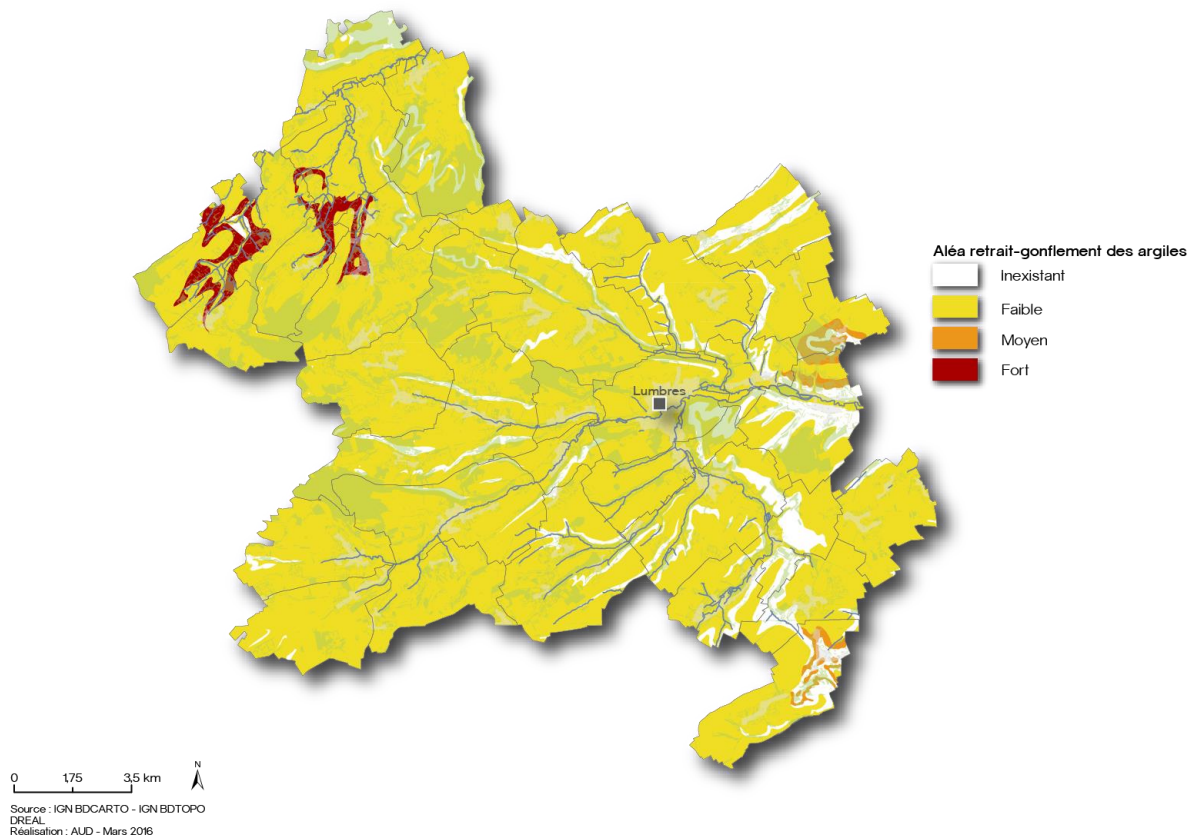 Aléa retrait-gonflement des argiles
Inexistant
Faible
Moyen
Fort
Lumbres
0 1,75 3,5 km
N
Source : IGN BDCARTO - IGN BDTOPO
DREAL
Réalisation : AUD - Mars 2016